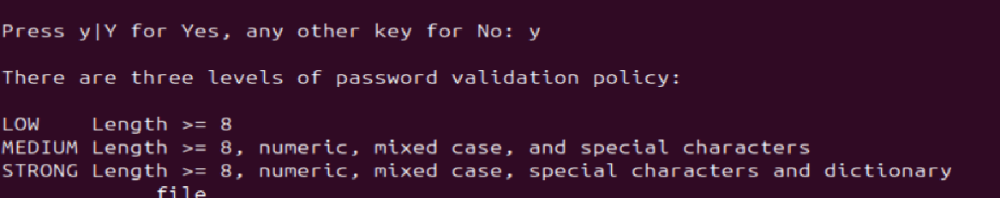 Press y|Y for Yes, any other key for No: y
There are three levels of password validation policy:
LOW    Length >= 8
MEDIUM Length >= 8, numeric, mixed case, and special characters
STRONG Length >= 8, numeric, mixed case, special characters and dictionary
            file